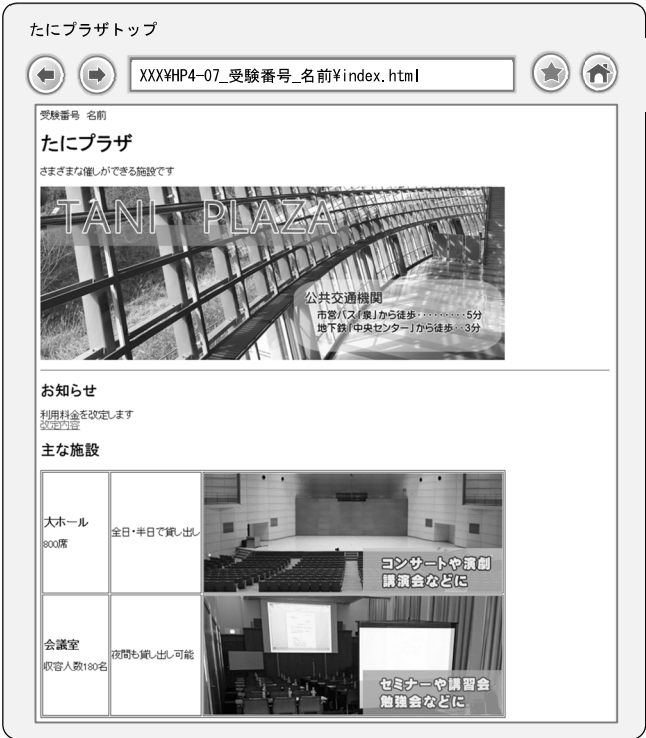 たにプラザトップ
XXX¥HP4-07_受験番号_名前¥index.html
受験番号 名前
たにプラザ
さまざまな催しができる施設です
TANI PLAZA
公共交通機関
市営バス「泉」から徒歩・・・・・・・・・5分
地下鉄「中央センター」から徒歩・・3分
お知らせ
利用料金を改定します
改定内容
主な施設
大ホール
800席
全日・半日で貸し出し
コンサートや演劇
講演会などに
会議室
収容人数180名
夜間も貸し出し可能
セミナーや講習会
勉強会などに